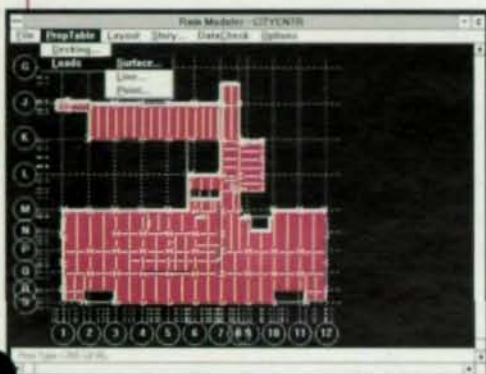 Ram Modeler - CITYCNTR
File PropTable Layout Story... DataCheck Options
Decking...
Loads Surface...
Line...
Point...
G
J
K
L
M
N
P
Q
1 2 3 4 5 6 7 8 9 10 11 12